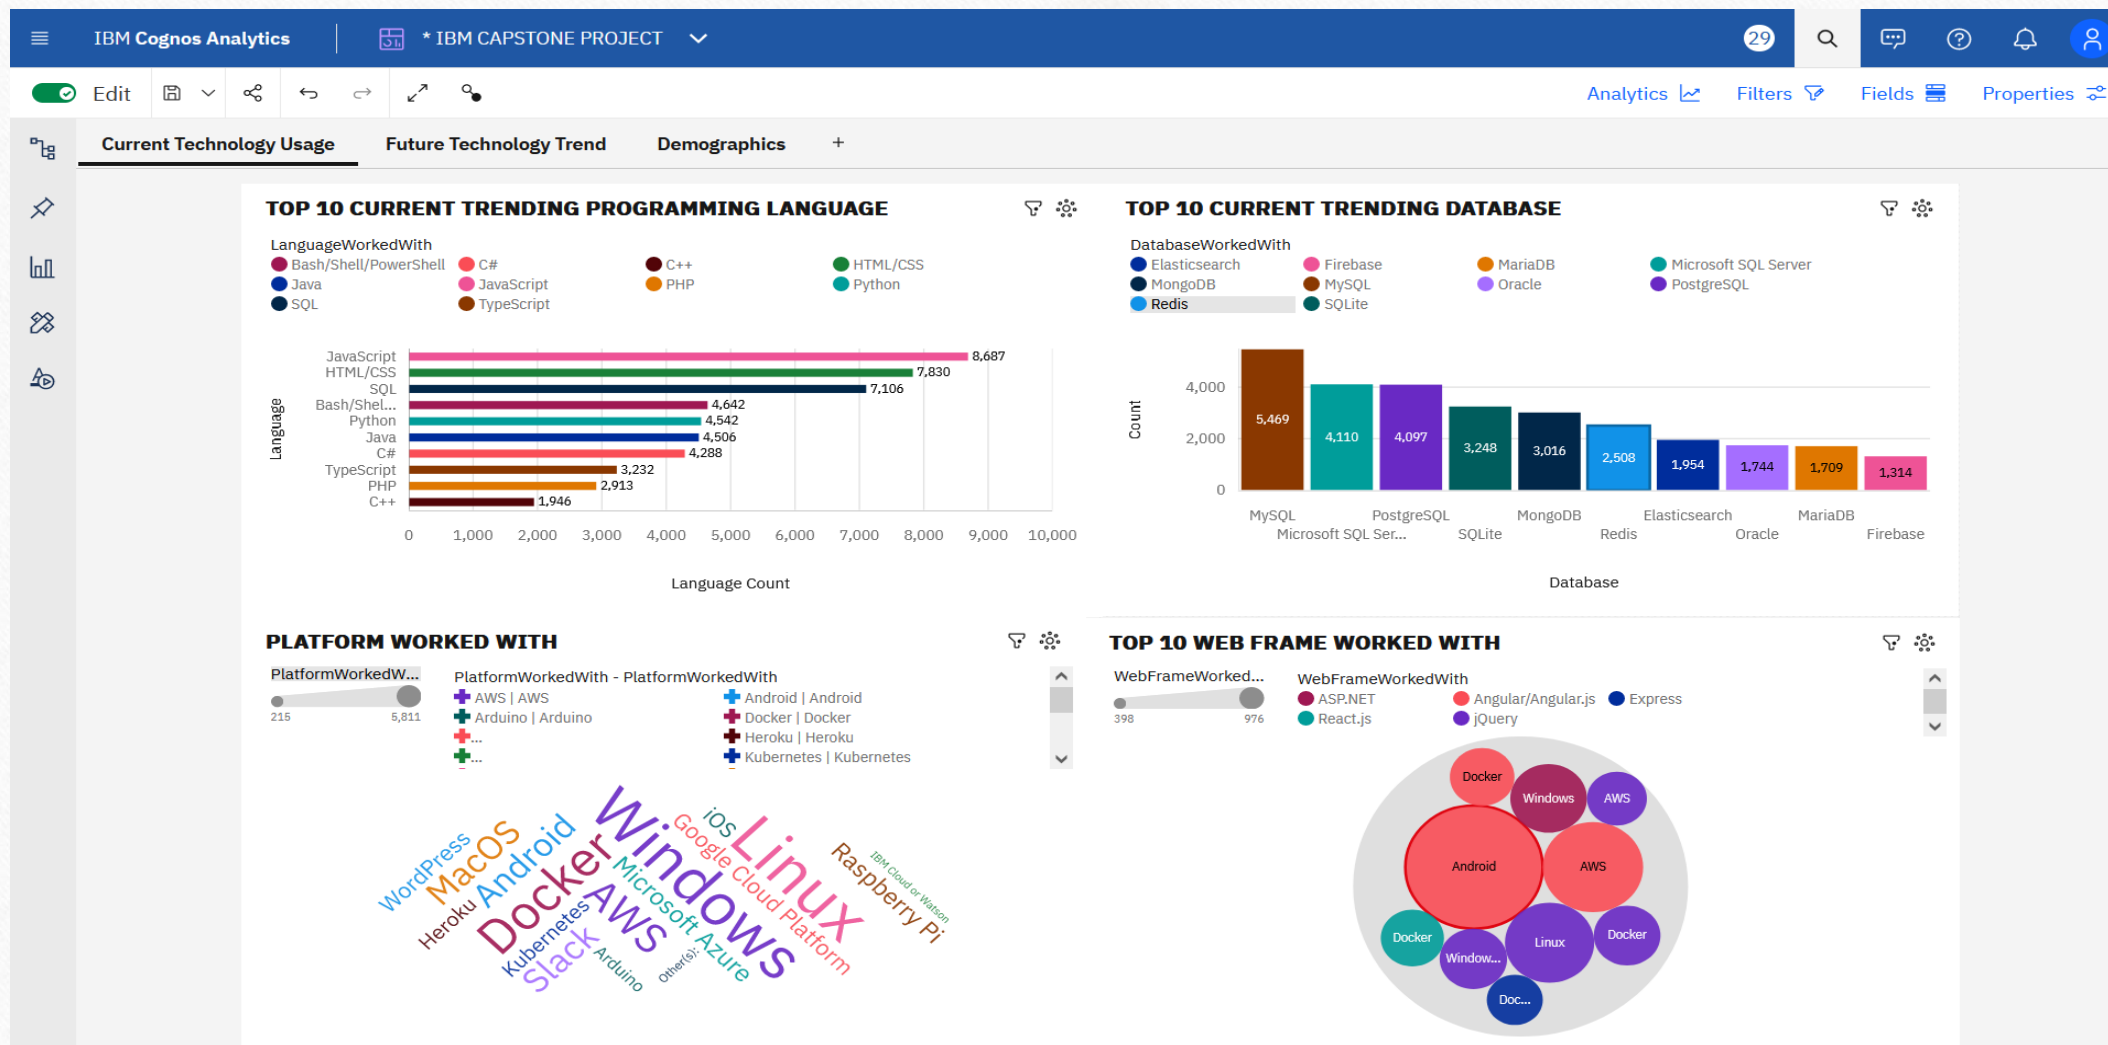 IBM Cognos Analytics
* IBM CAPSTONE PROJECT
29
Edit
Analytics
Filters
Fields
Properties
Current Technology Usage
Future Technology Trend
Demographics
+
TOP 10 CURRENT TRENDING PROGRAMMING LANGUAGE
LanguageWorkedWith
Bash/Shell/PowerShell C# C++ HTML/CSS
Java JavaScript PHP Python
SQL TypeScript
Language
JavaScript 8,687
HTML/CSS 7,830
SQL 7,106
Bash/Shel... 4,642
Python 4,542
Java 4,506
C# 4,288
TypeScript 3,232
PHP 2,913
C++ 1,946
0 1,000 2,000 3,000 4,000 5,000 6,000 7,000 8,000 9,000 10,000
Language Count
TOP 10 CURRENT TRENDING DATABASE
DatabaseWorkedWith
Elasticsearch Firebase MariaDB Microsoft SQL Server
MongoDB MySQL Oracle PostgreSQL
Redis SQLite
Count
4,000
2,000
0
5,469 4,110 4,097 3,248 3,016 2,508 1,954 1,744 1,709 1,314
MySQL PostgreSQL MongoDB Elasticsearch MariaDB
Microsoft SQL Ser... SQLite Redis Oracle Firebase
Database
PLATFORM WORKED WITH
PlatformWorkedW...
215 5,811
PlatformWorkedWith - PlatformWorkedWith
AWS | AWS Android | Android
Arduino | Arduino Docker | Docker
... Heroku | Heroku
... Kubernetes | Kubernetes
WordPress
MacOS
Android
Heroku
Docker
Kubernetes
Slack
AWS
Arduino
Windows
Microsoft Azure
Other(s):
iOS
Google Cloud Platform
Linux
Raspberry Pi
IBM Cloud or Watson
TOP 10 WEB FRAME WORKED WITH
WebFrameWorked...
398 976
WebFrameWorkedWith
ASP.NET Angular/Angular.js Express
React.js jQuery
Docker
Windows
AWS
Android
AWS
Docker
Window...
Linux
Docker
Doc...